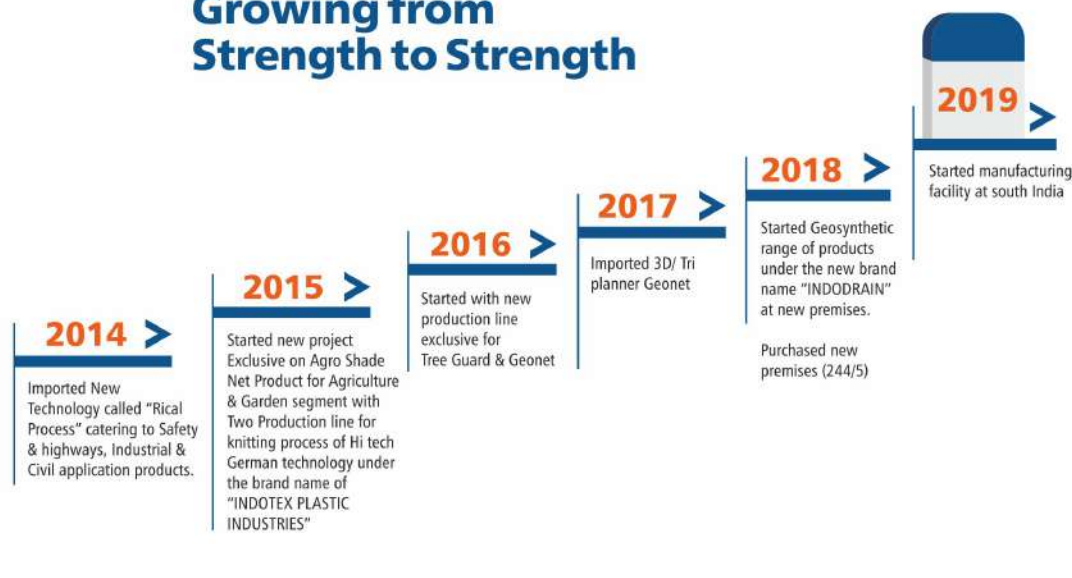 Growing from
Strength to Strength
2014
Imported New
Technology called “Rical
Process” catering to Safety
& highways, Industrial &
Civil application products.
2015
Started new project
Exclusive on Agro Shade
Net Product for Agriculture
& Garden segment with
Two Production line for
knitting process of Hi tech
German technology under
the brand name of
“INDOTEX PLASTIC
INDUSTRIES”
2016
Started with new
production line
exclusive for
Tree Guard & Geonet
2017
Imported 3D/ Tri
planner Geonet
2018
Started Geosynthetic
range of products
under the new brand
name “INDODRAIN”
at new premises.
Purchased new
premises (244/5)
2019
Started manufacturing
facility at south India